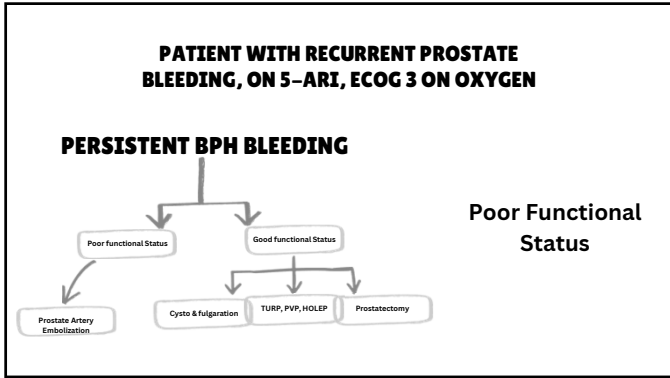 PATIENT WITH RECURRENT PROSTATE
BLEEDING, ON 5-ARI, ECOG 3 ON OXYGEN
PERSISTENT BPH BLEEDING
Poor functional Status
Good functional Status
Prostate Artery
Embolization
Cysto & fulgaration
TURP, PVP, HOLEP
Prostatectomy
Poor Functional
Status